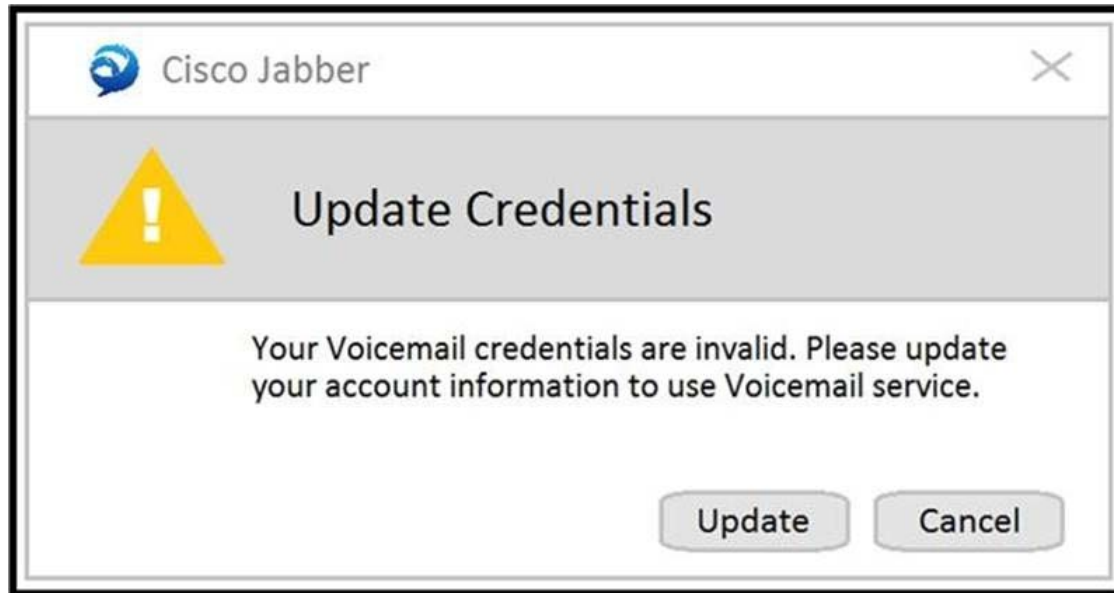 Cisco Jabber
Update Credentials
Your Voicemail credentials are invalid. Please update
your account information to use Voicemail service.
Update
Cancel